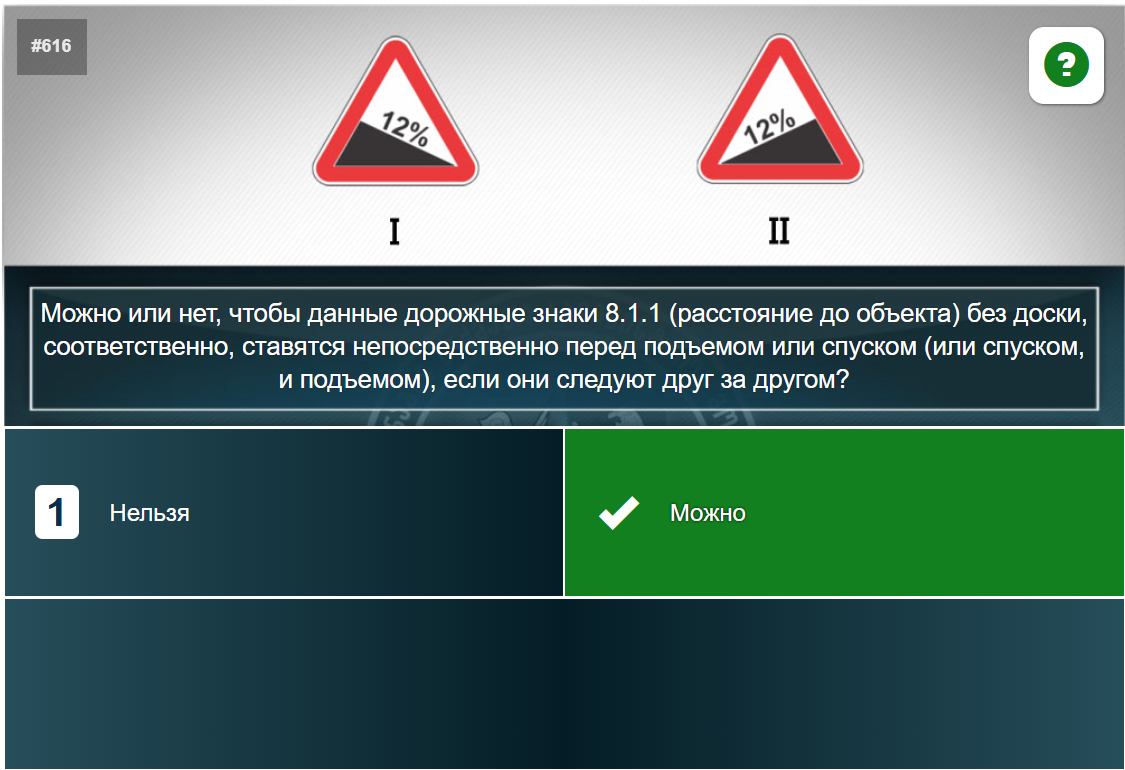 #616
?
12%
12%
I
II
Можно или нет, чтобы данные дорожные знаки 8.1.1 (расстояние до объекта) без доски,
соответственно, ставятся непосредственно перед подъемом или спуском (или спуском,
и подъемом), если они следуют друг за другом?
1
Нельзя
Можно